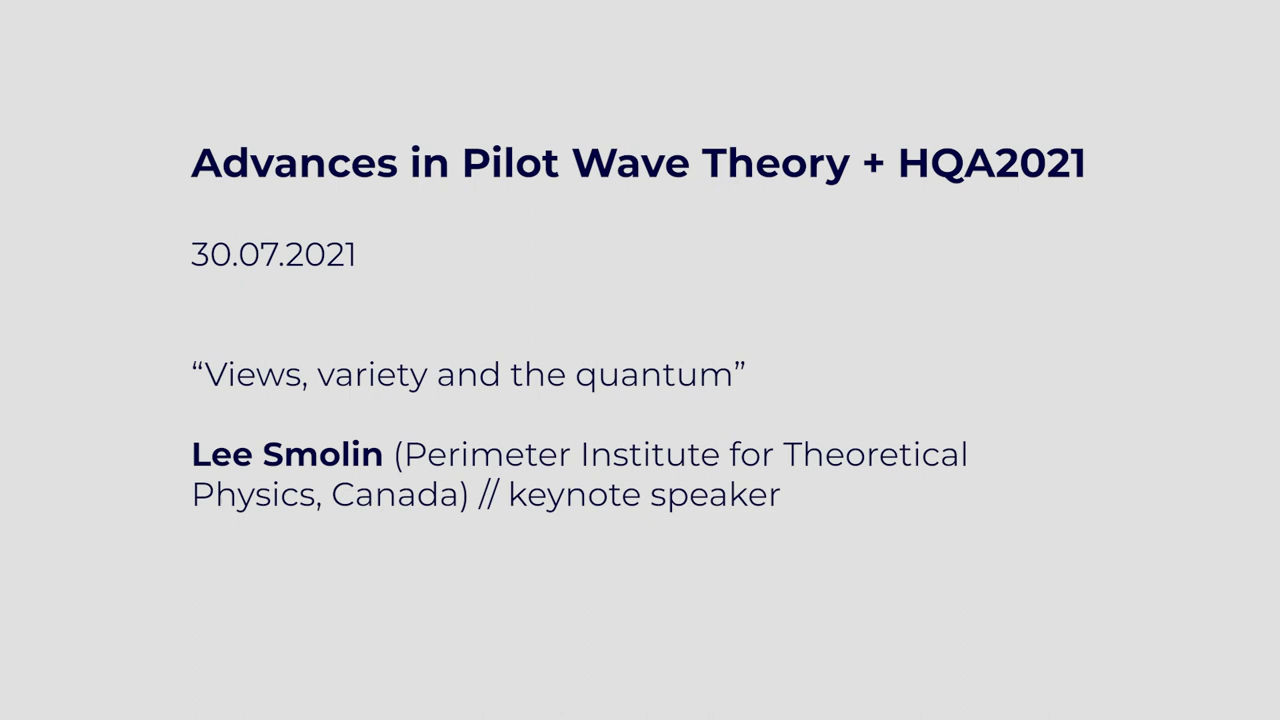 Advances in Pilot Wave Theory + HQA2021
30.07.2021
“Views, variety and the quantum”
Lee Smolin (Perimeter Institute for Theoretical
Physics, Canada) // keynote speaker